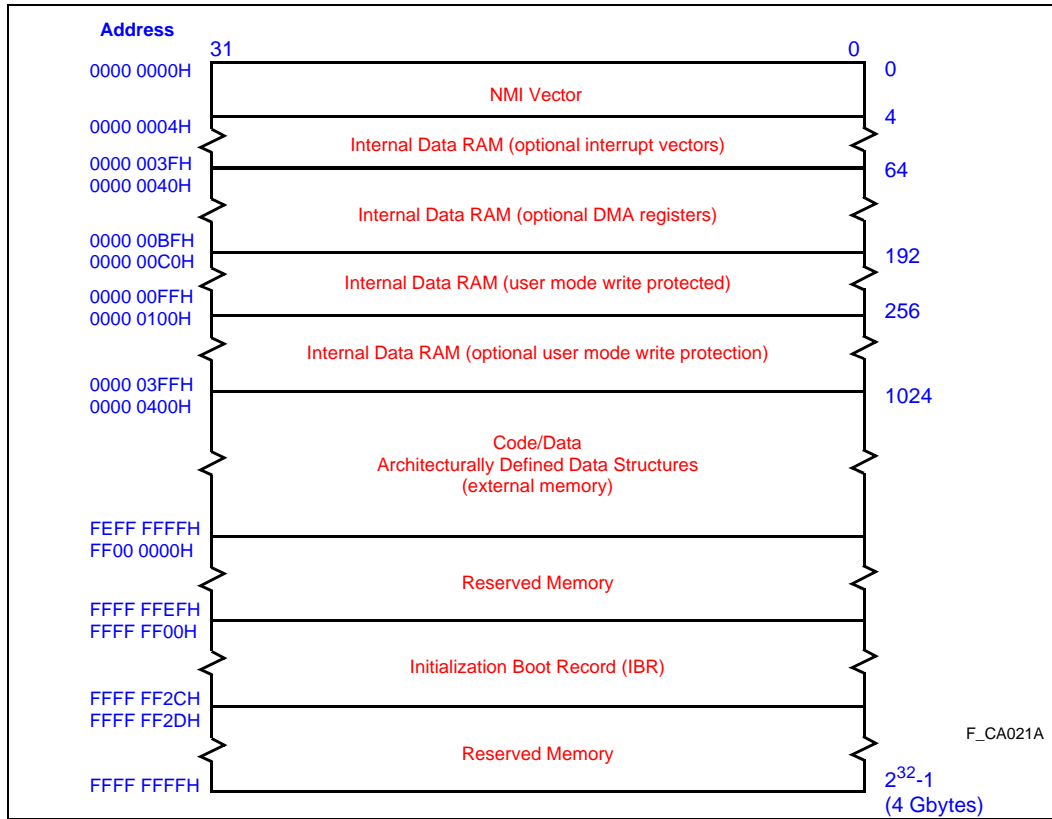 Address
31 0
0000 0000H 0
NMI Vector
4
0000 0004H
Internal Data RAM (optional interrupt vectors)
0000 003FH 64
0000 0040H
Internal Data RAM (optional DMA registers)
0000 00BFH
0000 00C0H 192
Internal Data RAM (user mode write protected)
0000 00FFH
0000 0100H 256
Internal Data RAM (optional user mode write protection)
0000 03FFH
0000 0400H 1024
Code/Data
Architecturally Defined Data Structures
(external memory)
FEFF FFFFH
FF00 0000H
Reserved Memory
FFFF FFEFH
FFFF FF00H
Initialization Boot Record (IBR)
FFFF FF2CH
FFFF FF2DH
F_CA021A
Reserved Memory
FFFF FFFFH 2^32-1
(4 Gbytes)